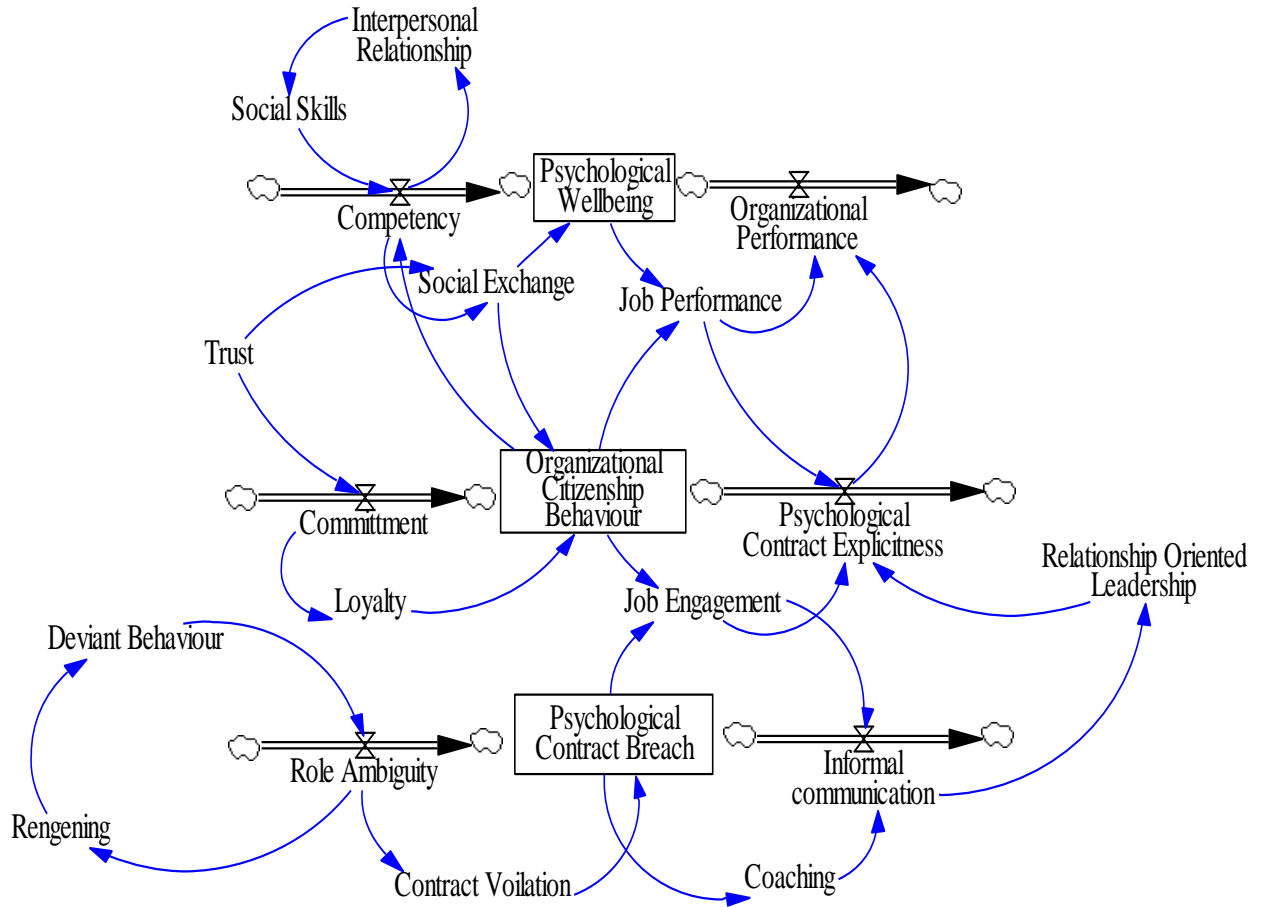 Interpersonal
Relationship
Social Skills
Psychological
Wellbeing
Competency
Organizational
Performance
Social Exchange
Job Performance
Trust
Organizational
Citizenship
Behaviour
Committment
Psychological
Contract Explicitness
Relationship Oriented
Leadership
Loyalty
Job Engagement
Deviant Behaviour
Psychological
Contract Breach
Role Ambiguity
Informal
communication
Rengening
Contract Voilation
Coaching